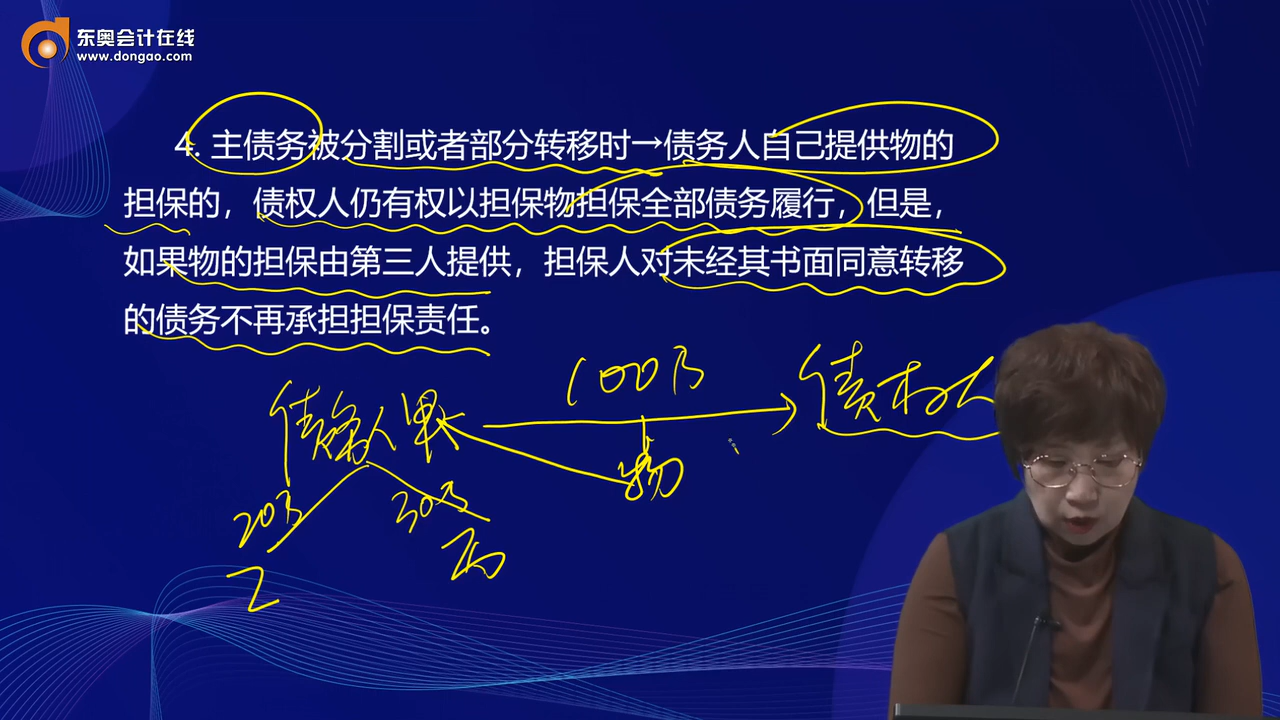 东奥会计在线
www.dongao.com
4. 主债务被分割或者部分转移时→债务人自己提供物的
担保的，债权人仍有权以担保物担保全部债务履行，但是，
如果物的担保由第三人提供，担保人对未经其书面同意转移
的债务不再承担担保责任。
100万
债务人 债权人
物
20万 30万
乙 丙